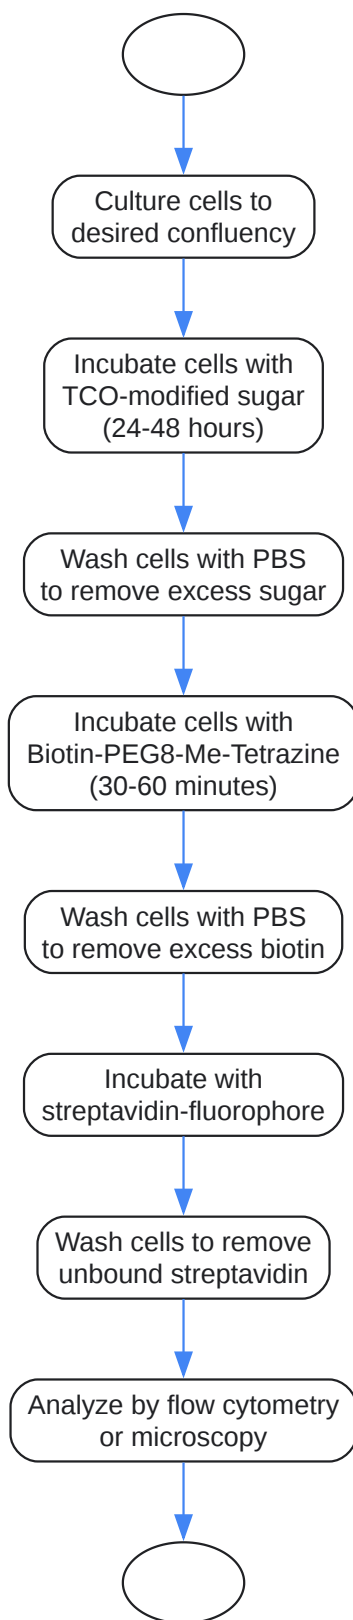 Culture cells to
desired confluency
Incubate cells with
TCO-modified sugar
(24-48 hours)
Wash cells with PBS
to remove excess sugar
Incubate cells with
Biotin-PEG8-Me-Tetrazine
(30-60 minutes)
Wash cells with PBS
to remove excess biotin
Incubate with
streptavidin-fluorophore
Wash cells to remove
unbound streptavidin
Analyze by flow cytometry
or microscopy